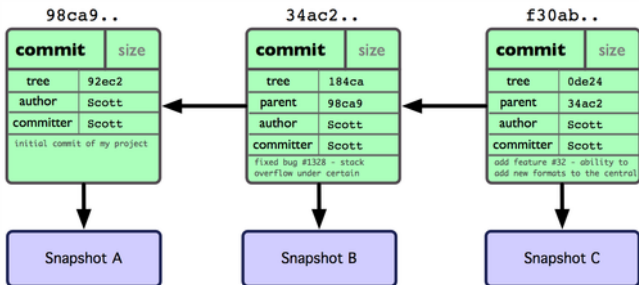 98ca9..
commit size
tree 92ec2
author Scott
committer Scott
initial commit of my project
Snapshot A
34ac2..
commit size
tree 184ca
parent 98ca9
author Scott
committer Scott
fixed bug #1328 - stack
overflow under certain
Snapshot B
f30ab..
commit size
tree 0de24
parent 34ac2
author Scott
committer Scott
add feature #32 - ability to
add new formats to the central
Snapshot C